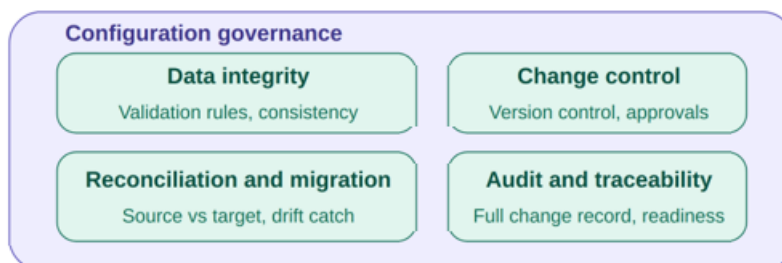 Configuration governance
Data integrity
Validation rules, consistency
Change control
Version control, approvals
Reconciliation and migration
Source vs target, drift catch
Audit and traceability
Full change record, readiness